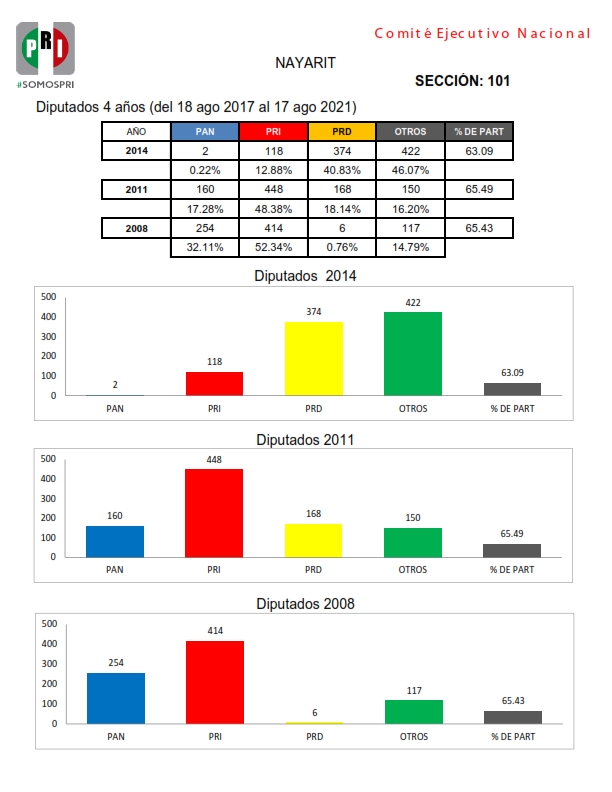 Comité Ejecutivo Nacional
PRI
#SOMOSPRI
NAYARIT
SECCIÓN: 101
Diputados 4 años (del 18 ago 2017 al 17 ago 2021)
AÑO PAN PRI PRD OTROS % DE PART
2014 2 118 374 422 63.09
0.22% 12.88% 40.83% 46.07%
2011 160 448 168 150 65.49
17.28% 48.38% 18.14% 16.20%
2008 254 414 6 117 65.43
32.11% 52.34% 0.76% 14.79%
Diputados 2014
500
400
300
200
100
0
2 118 374 422 63.09
PAN PRI PRD OTROS % DE PART
Diputados 2011
500
400
300
200
100
0
160 448 168 150 65.49
PAN PRI PRD OTROS % DE PART
Diputados 2008
500
400
300
200
100
0
254 414 6 117 65.43
PAN PRI PRD OTROS % DE PART